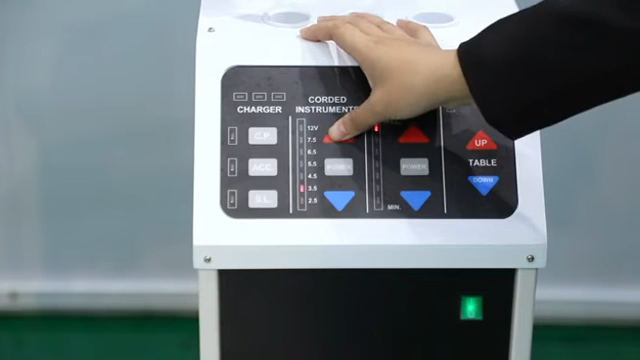 CHARGER
C.P
ACC
S.L
CORDED
INSTRUMENTS
12V
7.5
6.5
5.5
4.5
3.5
2.5
POWER
POWER
MIN.
UP
TABLE
DOWN